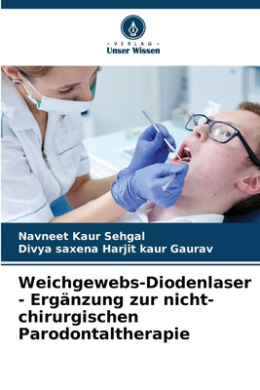 VERLAG
Unser Wissen
Navneet Kaur Sehgal
Divya saxena Harjit kaur Gaurav
Weichgewebs-Diodenlaser
- Ergänzung zur nicht-
chirurgischen
Parodontaltherapie